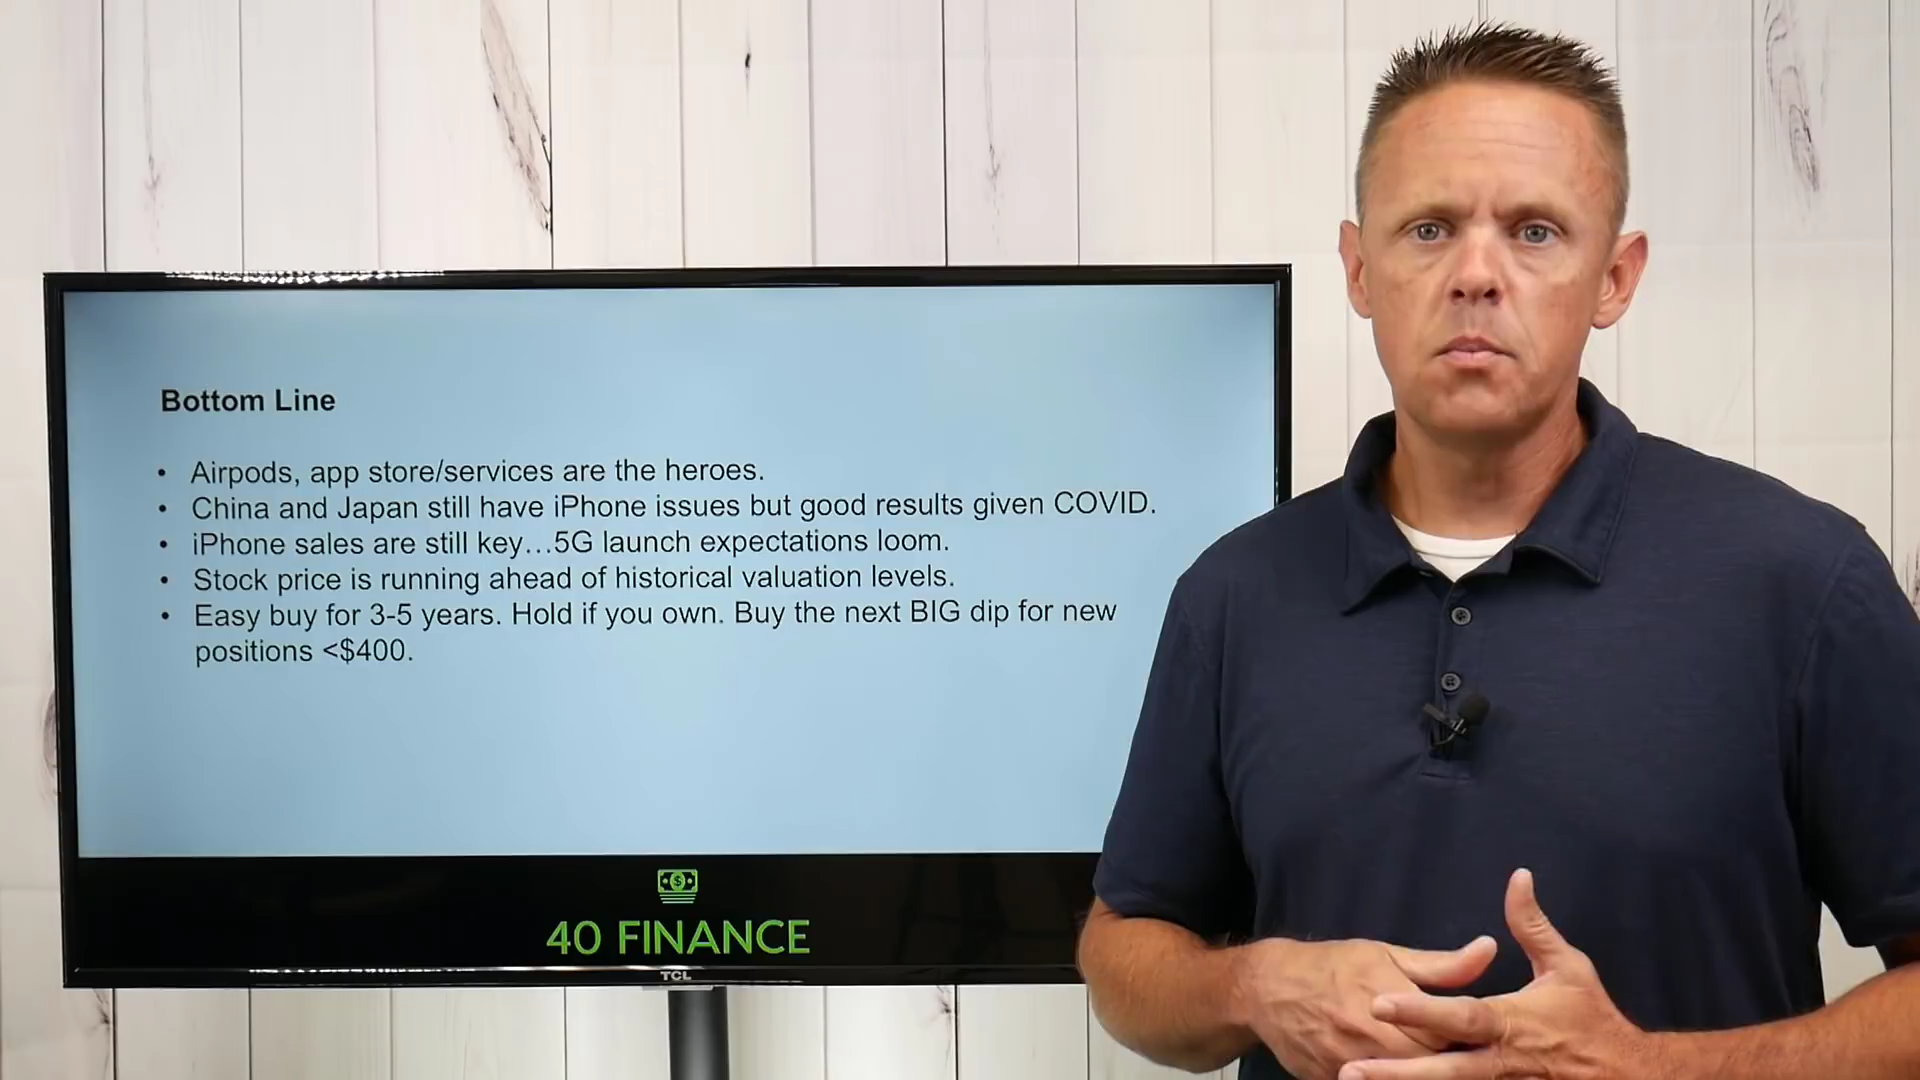 Bottom Line
• Airpods, app store/services are the heroes.
• China and Japan still have iPhone issues but good results given COVID.
• iPhone sales are still key...5G launch expectations loom.
• Stock price is running ahead of historical valuation levels.
• Easy buy for 3-5 years. Hold if you own. Buy the next BIG dip for new
positions <$400.
$
40 FINANCE
TCL